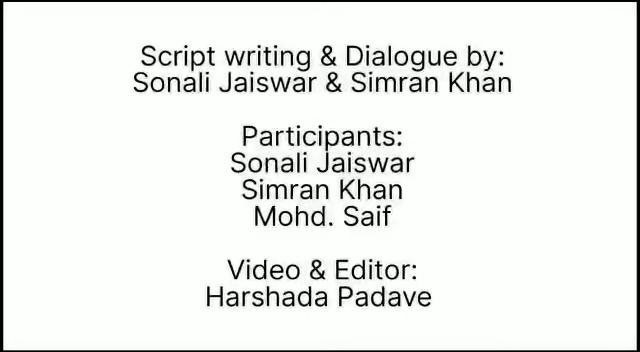 Script writing & Dialogue by:
Sonali Jaiswar & Simran Khan
Participants:
Sonali Jaiswar
Simran Khan
Mohd. Saif
Video & Editor:
Harshada Padave